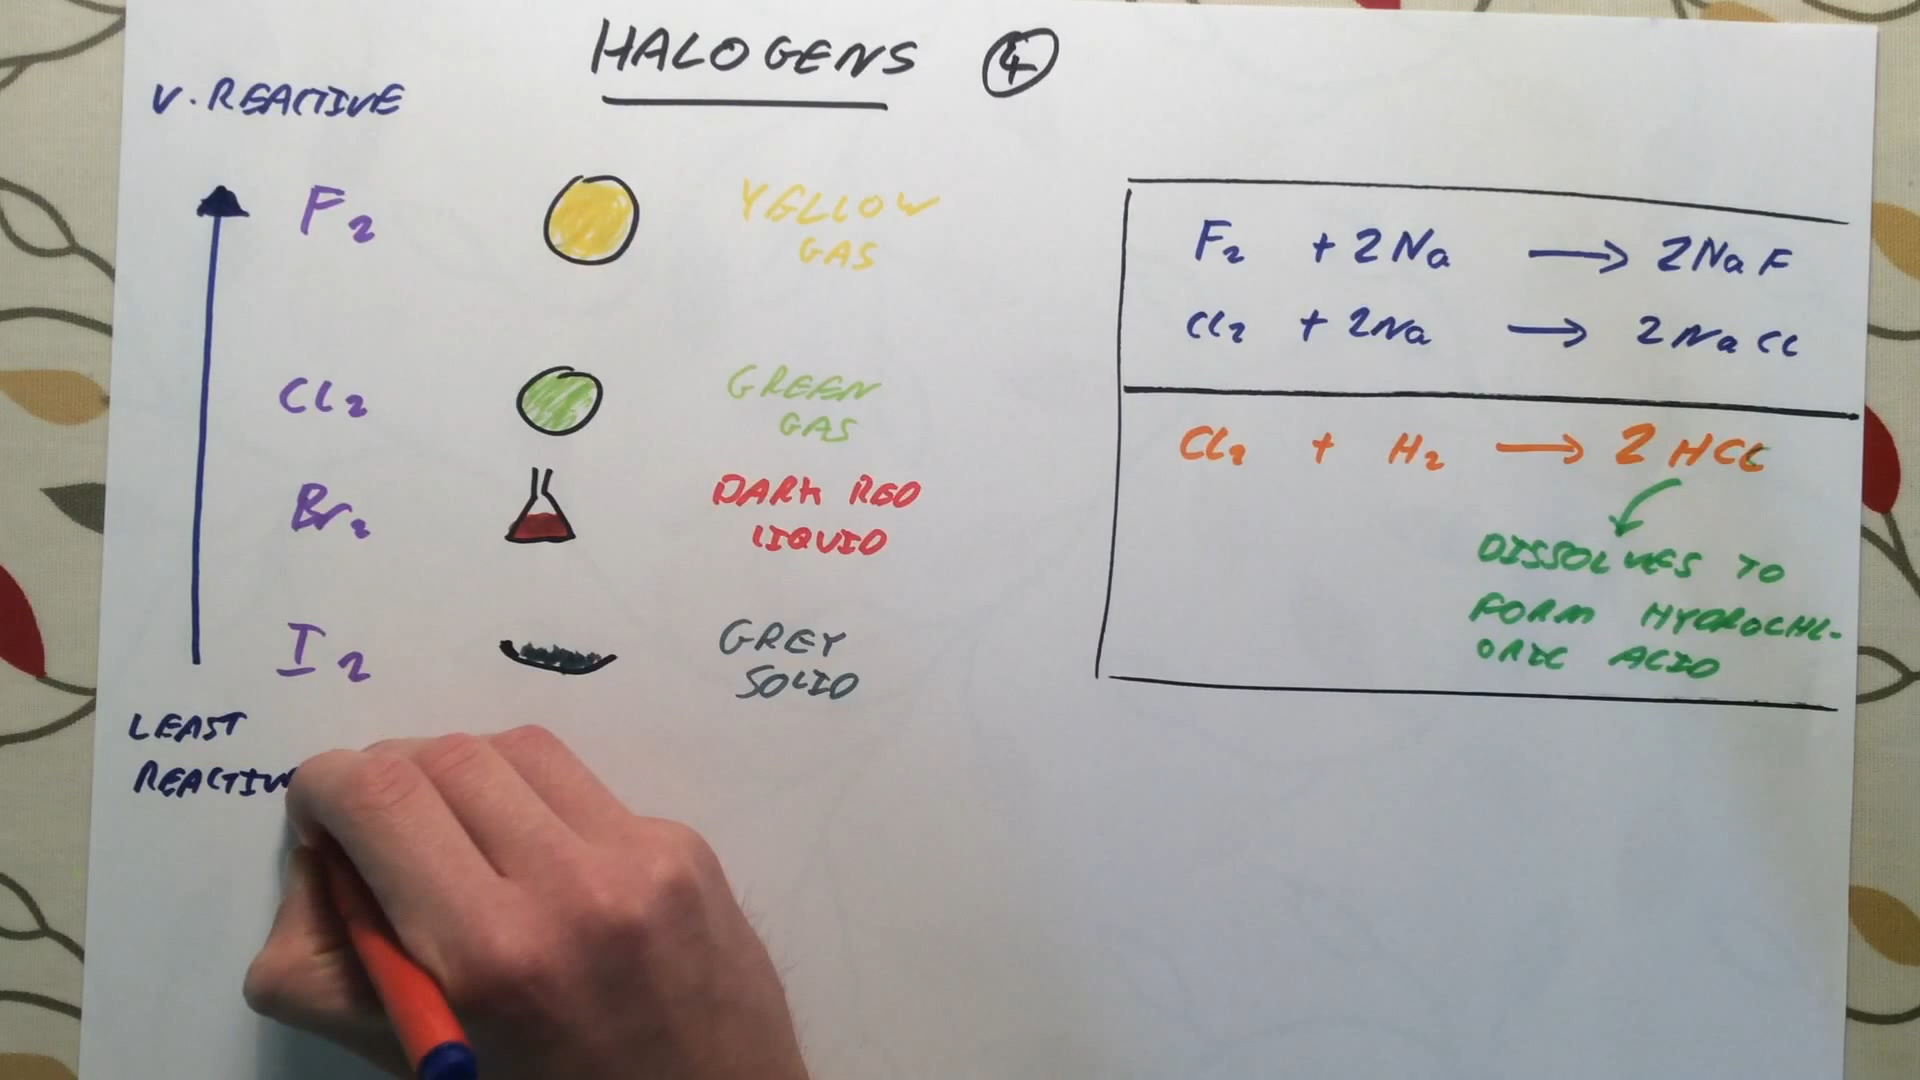 HALOGENS 4
V. REACTIVE
F2 YELLOW
GAS
Cl2 GREEN
GAS
Br2 DARK RED
LIQUID
I2 GREY
SOLID
LEAST
REACTIVE
F2 + 2Na → 2NaF
Cl2 + 2Na → 2NaCl
Cl2 + H2 → 2HCl
DISSOLVES TO
FORM HYDROCHL-
ORIC ACID